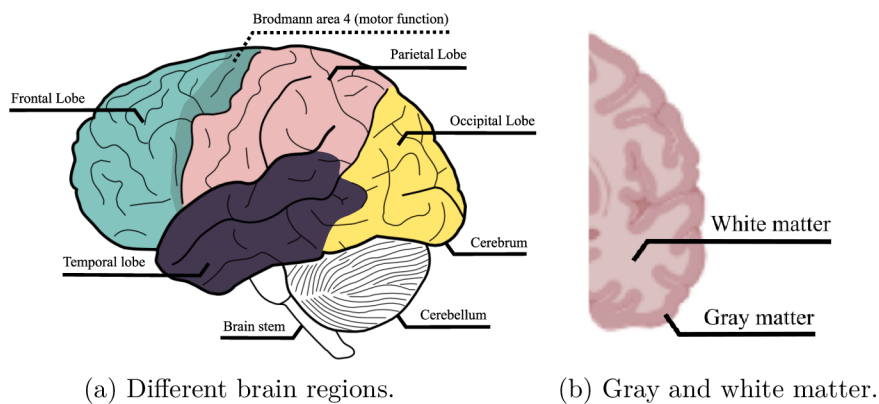 Brodmann area 4 (motor function)
Parietal Lobe
Frontal Lobe
Occipital Lobe
Temporal lobe
Cerebrum
Brain stem
Cerebellum
(a) Different brain regions.
White matter
Gray matter
(b) Gray and white matter.